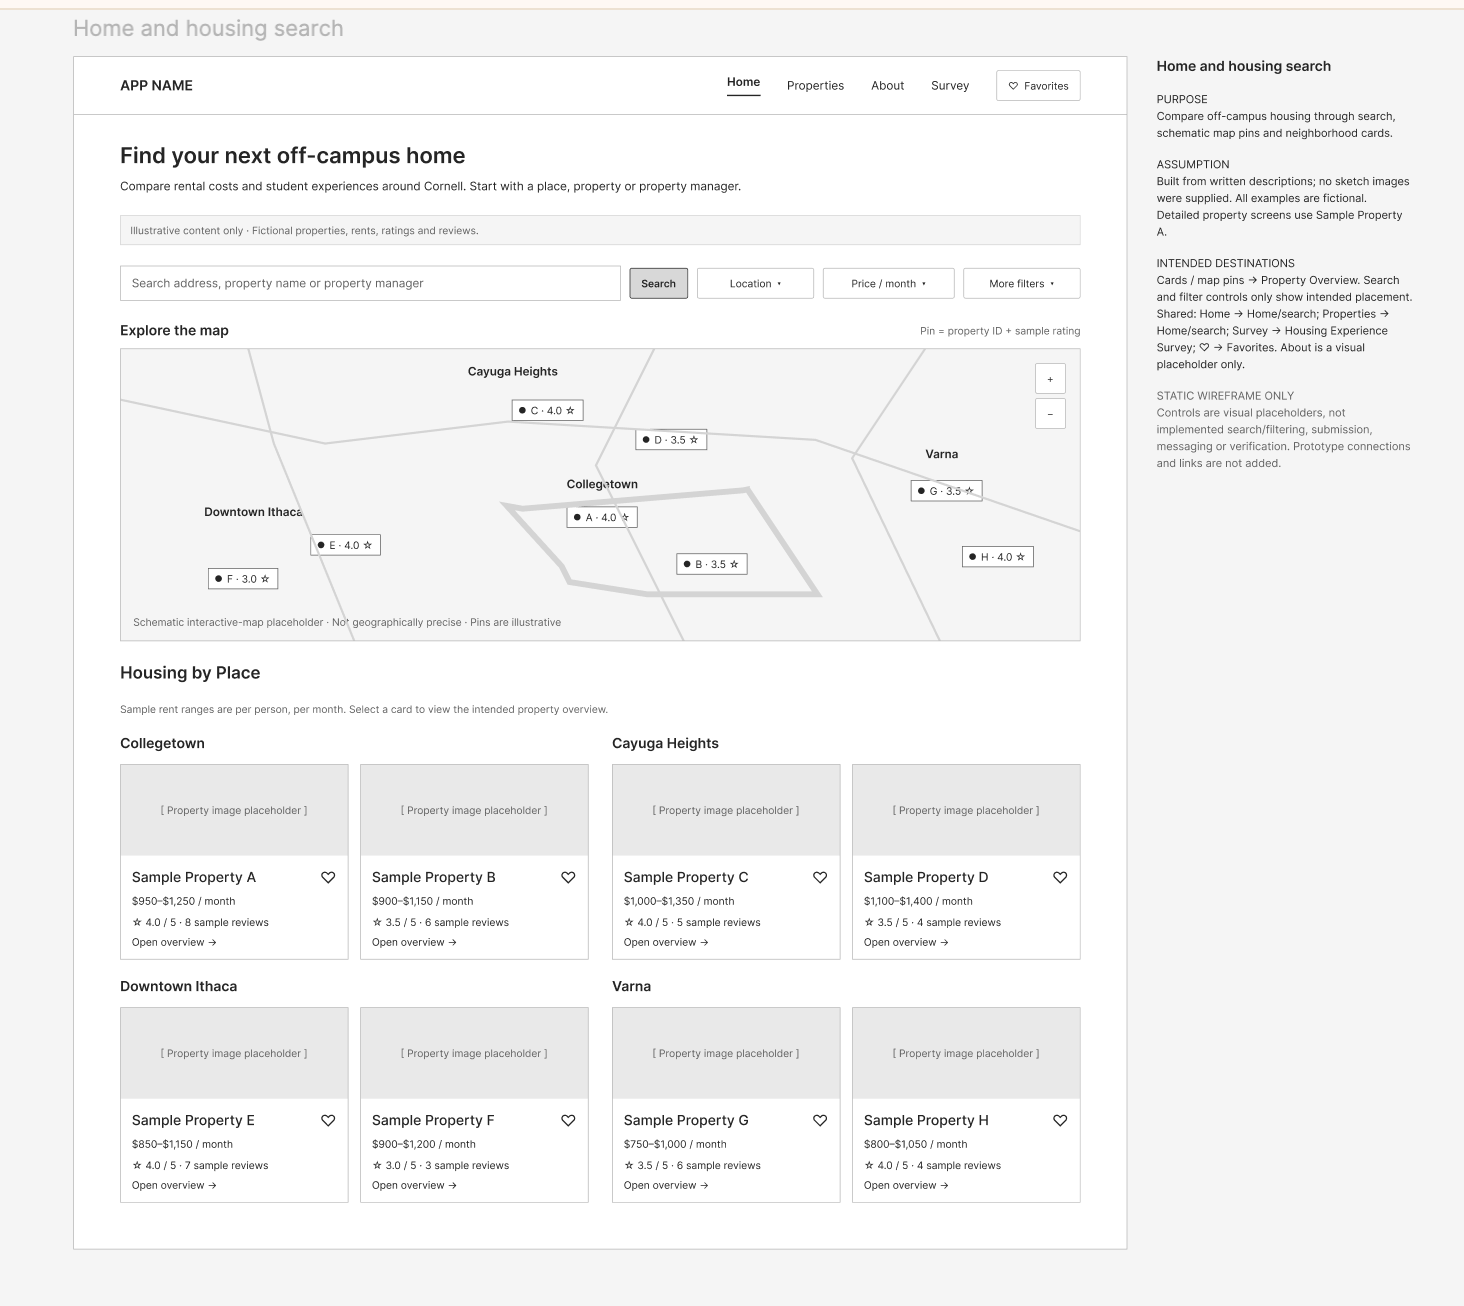 Home and housing search
APP NAME
Home
Properties
About
Survey
♡ Favorites
Find your next off-campus home
Compare rental costs and student experiences around Cornell. Start with a place, property or property manager.
Illustrative content only · Fictional properties, rents, ratings and reviews.
Search address, property name or property manager
Search
Location ▾
Price / month ▾
More filters ▾
Explore the map
Pin = property ID + sample rating
Cayuga Heights
+
C · 4.0 ☆
−
D · 3.5 ☆
Varna
Collegetown
G · 3.5 ☆
Downtown Ithaca
A · 4.0 ☆
E · 4.0 ☆
H · 4.0 ☆
B · 3.5 ☆
F · 3.0 ☆
Schematic interactive-map placeholder · Not geographically precise · Pins are illustrative
Housing by Place
Sample rent ranges are per person, per month. Select a card to view the intended property overview.
Collegetown
[ Property image placeholder ]
Sample Property A
$950–$1,250 / month
☆ 4.0 / 5 · 8 sample reviews
Open overview →
[ Property image placeholder ]
Sample Property B
$900–$1,150 / month
☆ 3.5 / 5 · 6 sample reviews
Open overview →
Cayuga Heights
[ Property image placeholder ]
Sample Property C
$1,000–$1,350 / month
☆ 4.0 / 5 · 5 sample reviews
Open overview →
[ Property image placeholder ]
Sample Property D
$1,100–$1,400 / month
☆ 3.5 / 5 · 4 sample reviews
Open overview →
Downtown Ithaca
[ Property image placeholder ]
Sample Property E
$850–$1,150 / month
☆ 4.0 / 5 · 7 sample reviews
Open overview →
[ Property image placeholder ]
Sample Property F
$900–$1,200 / month
☆ 3.0 / 5 · 3 sample reviews
Open overview →
Varna
[ Property image placeholder ]
Sample Property G
$750–$1,000 / month
☆ 3.5 / 5 · 6 sample reviews
Open overview →
[ Property image placeholder ]
Sample Property H
$800–$1,050 / month
☆ 4.0 / 5 · 4 sample reviews
Open overview →
Home and housing search
PURPOSE
Compare off-campus housing through search,
schematic map pins and neighborhood cards.
ASSUMPTION
Built from written descriptions; no sketch images
were supplied. All examples are fictional.
Detailed property screens use Sample Property
A.
INTENDED DESTINATIONS
Cards / map pins → Property Overview. Search
and filter controls only show intended placement.
Shared: Home → Home/search; Properties →
Home/search; Survey → Housing Experience
Survey; ♡ → Favorites. About is a visual
placeholder only.
STATIC WIREFRAME ONLY
Controls are visual placeholders, not
implemented search/filtering, submission,
messaging or verification. Prototype connections
and links are not added.